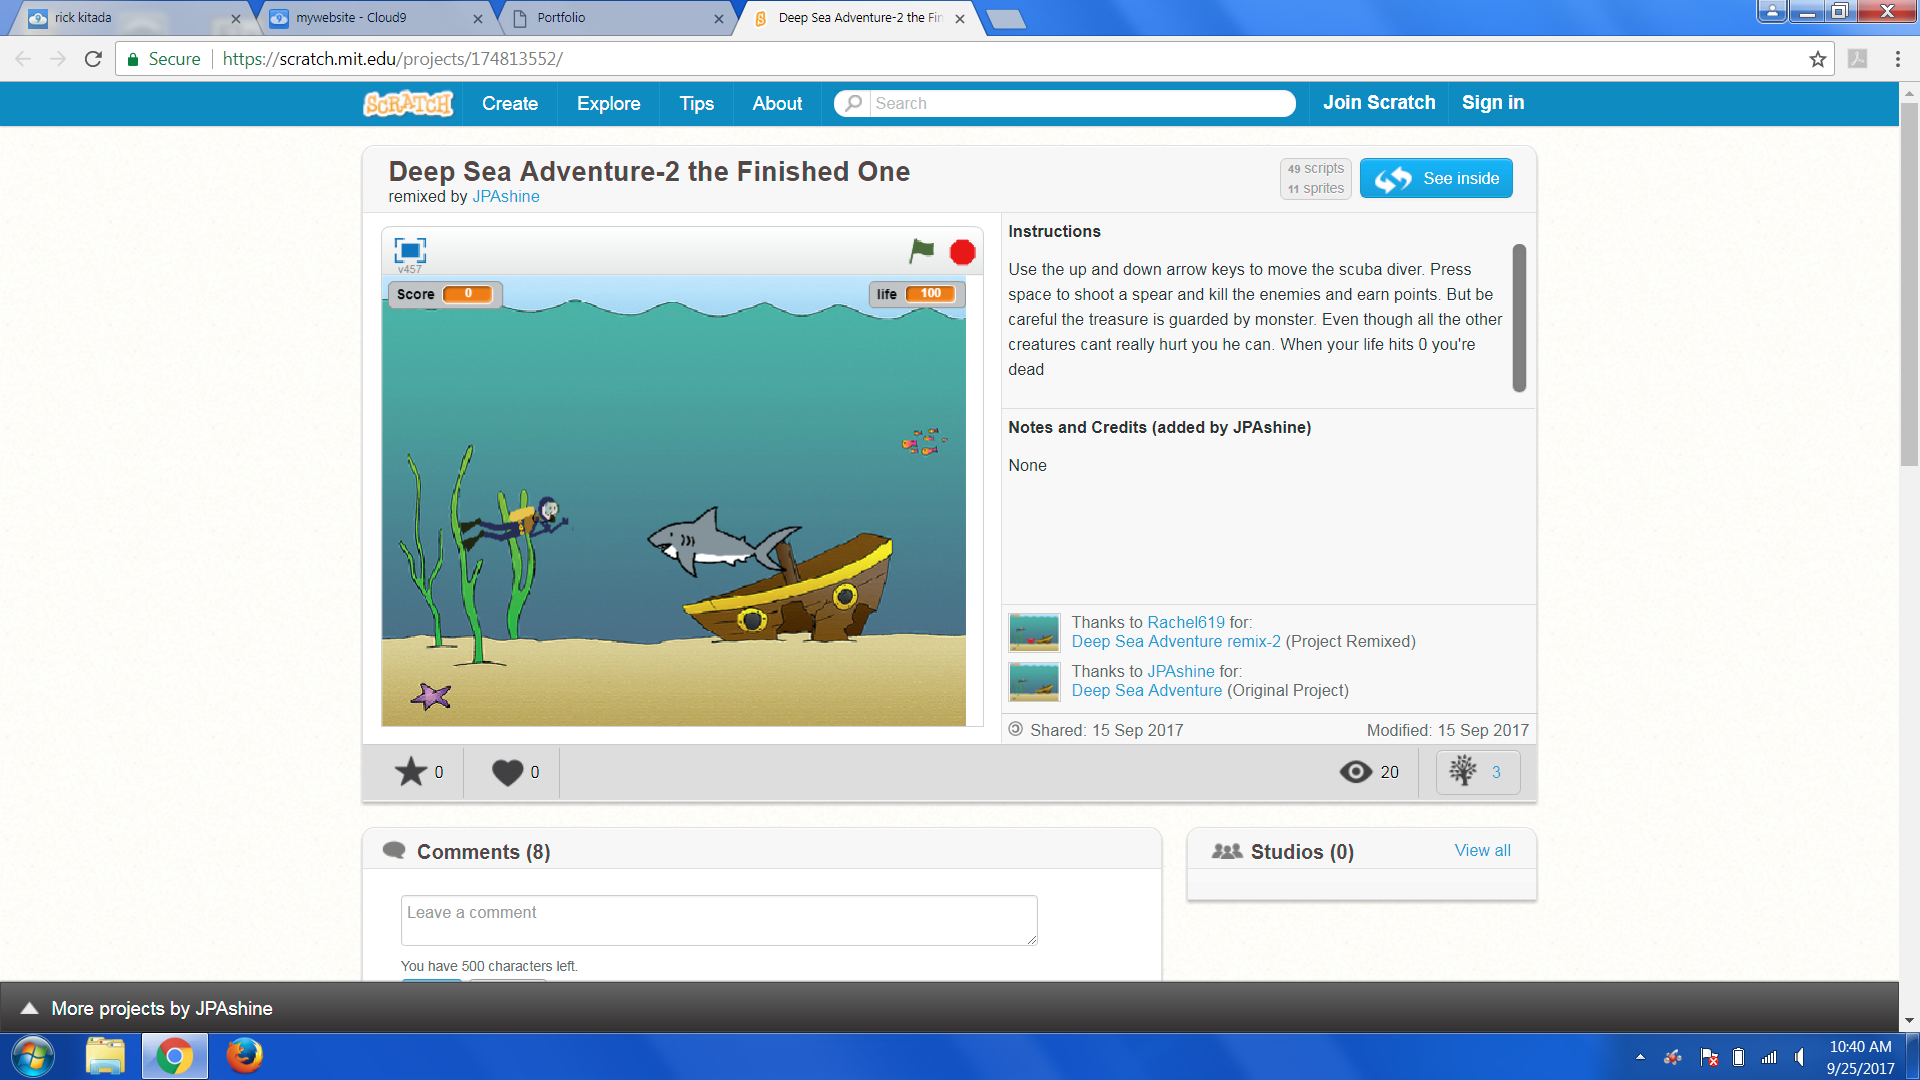 rick kitada
mywebsite - Cloud9
Portfolio
Deep Sea Adventure-2 the Fin
Secure
https://scratch.mit.edu/projects/174813552/
SCRATCH
Create
Explore
Tips
About
Search
Join Scratch
Sign in
Deep Sea Adventure-2 the Finished One
remixed by JPAshine
49 scripts
11 sprites
See inside
v457
Score 0
life 100
Instructions
Use the up and down arrow keys to move the scuba diver. Press
space to shoot a spear and kill the enemies and earn points. But be
careful the treasure is guarded by monster. Even though all the other
creatures cant really hurt you he can. When your life hits 0 you're
dead
Notes and Credits (added by JPAshine)
None
Thanks to Rachel619 for:
Deep Sea Adventure remix-2 (Project Remixed)
Thanks to JPAshine for:
Deep Sea Adventure (Original Project)
Shared: 15 Sep 2017
Modified: 15 Sep 2017
0
0
20
3
Comments (8)
Studios (0)
View all
Leave a comment
You have 500 characters left.
More projects by JPAshine
10:40 AM
9/25/2017